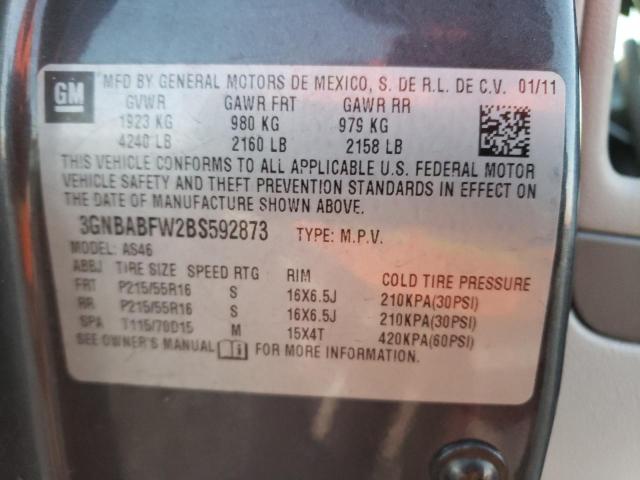 GM
MFD BY GENERAL MOTORS DE MEXICO, S. DE R.L. DE C.V. 01/11
GVWR GAWR FRT GAWR RR
1923 KG 980 KG 979 KG
4240 LB 2160 LB 2158 LB
THIS VEHICLE CONFORMS TO ALL APPLICABLE U.S. FEDERAL MOTOR
VEHICLE SAFETY AND THEFT PREVENTION STANDARDS IN EFFECT ON
THE DATE OF MANUFACTURE SHOWN ABOVE.
3GNBABFW2BS592873 TYPE: M.P.V.
MODEL: AS46
ABBJ TIRE SIZE SPEED RTG RIM COLD TIRE PRESSURE
FRT P215/55R16 S 16X6.5J 210KPA(30PSI)
RR P215/55R16 S 16X6.5J 210KPA(30PSI)
SPA T115/70D15 M 15X4T 420KPA(60PSI)
SEE OWNER'S MANUAL FOR MORE INFORMATION.